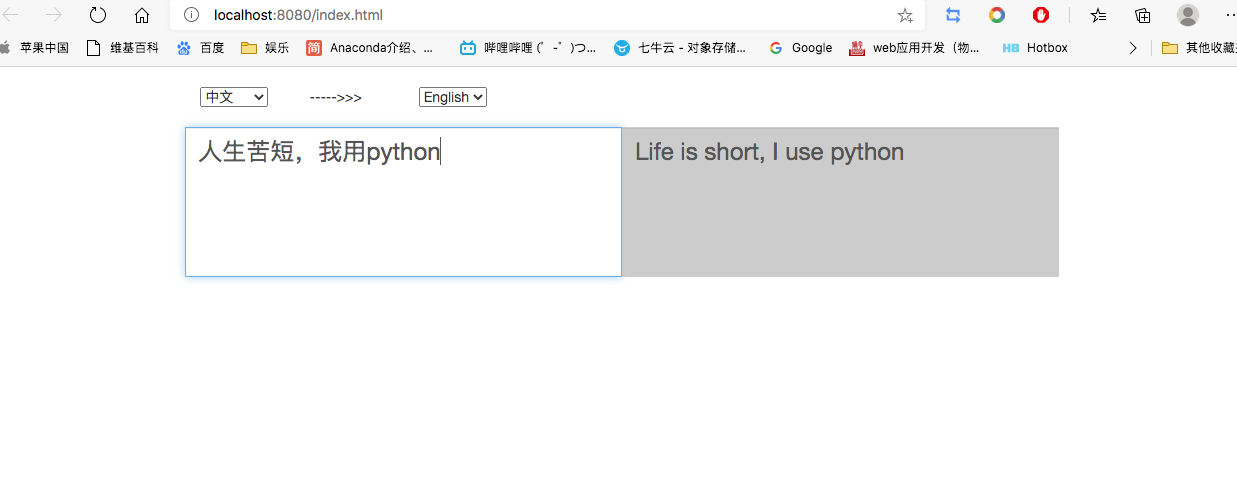 localhost:8080/index.html
苹果中国 维基百科 百度 娱乐 简 Anaconda介绍、... 哔哩哔哩 (゜-゜)つ... 七牛云 - 对象存储... G Google web应用开发（物... HB Hotbox 其他收藏
中文 ----->>> English
人生苦短，我用python Life is short, I use python